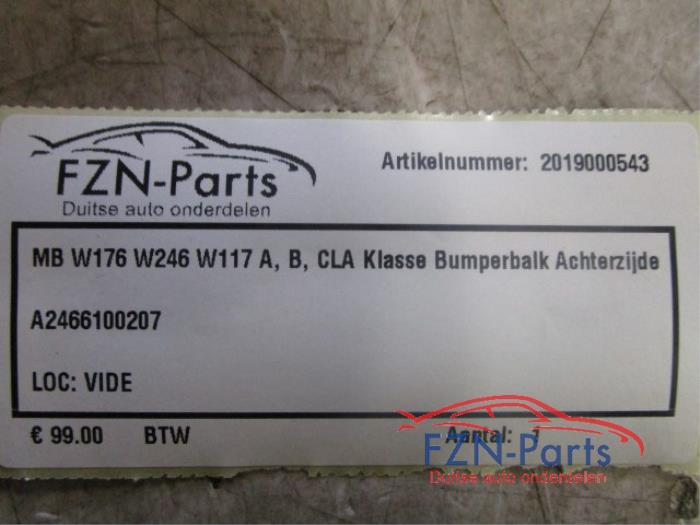 FZN-Parts
Duitse auto onderdelen
Artikelnummer: 2019000543
MB W176 W246 W117 A, B, CLA Klasse Bumperbalk Achterzijde
A2466100207
LOC: VIDE
€ 99.00 BTW Aantal: 1
FZN-Parts
Duitse auto onderdelen